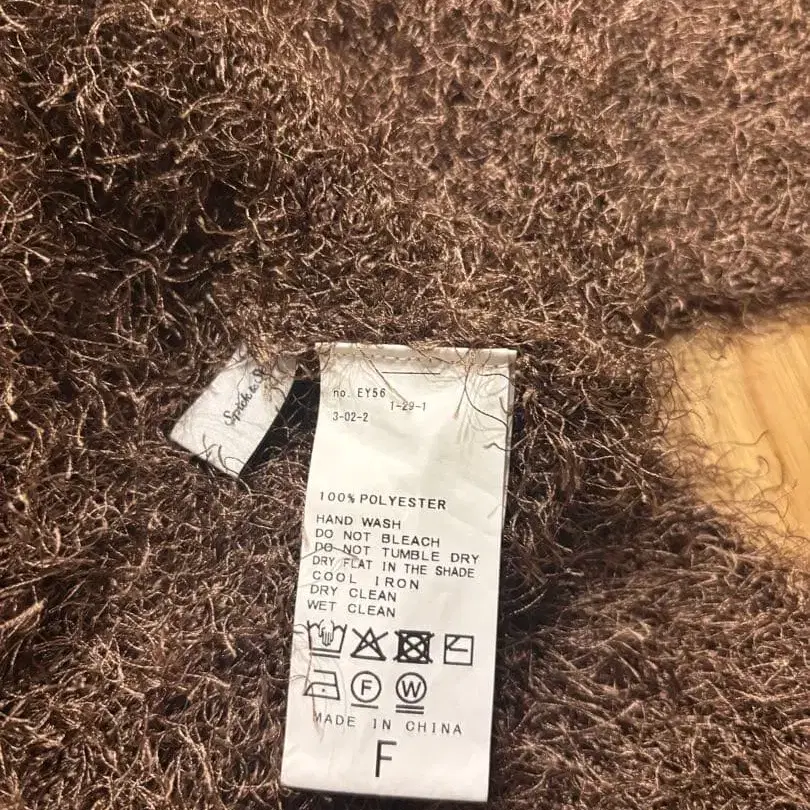 no. EY56
1-29-1
3-02-2
100% POLYESTER
HAND WASH
DO NOT BLEACH
DO NOT TUMBLE DRY
DRY FLAT IN THE SHADE
COOL IRON
DRY CLEAN
WET CLEAN
F W
MADE IN CHINA
F